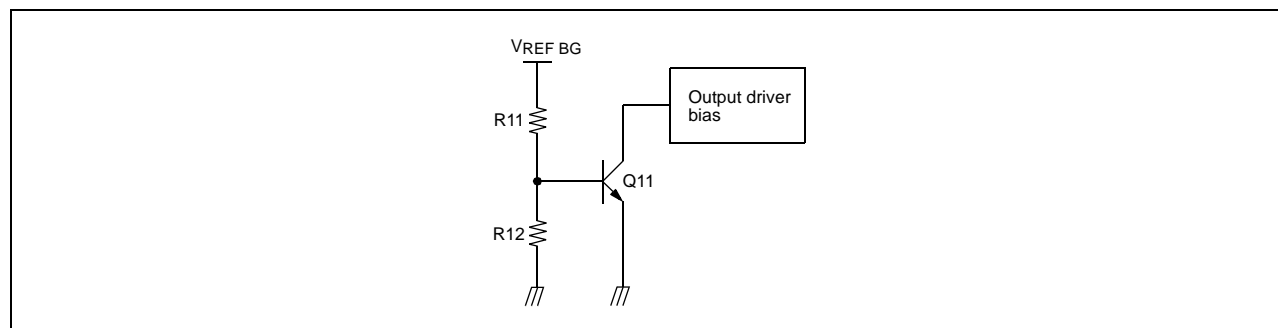 VREF BG
R11
Output driver
bias
Q11
R12